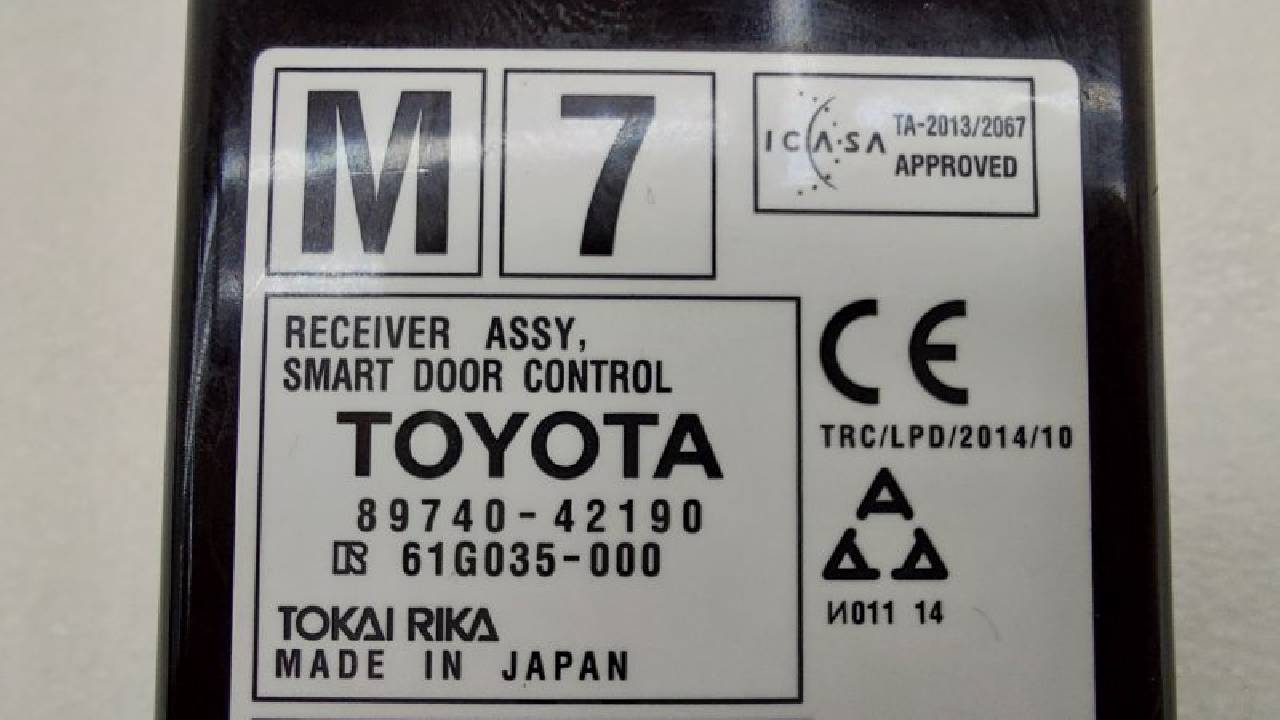 M 7
ICASA TA-2013/2067
APPROVED
RECEIVER ASSY,
SMART DOOR CONTROL
TOYOTA
89740-42190
61G035-000
TOKAI RIKA
MADE IN JAPAN
CE
TRC/LPD/2014/10
И011 14